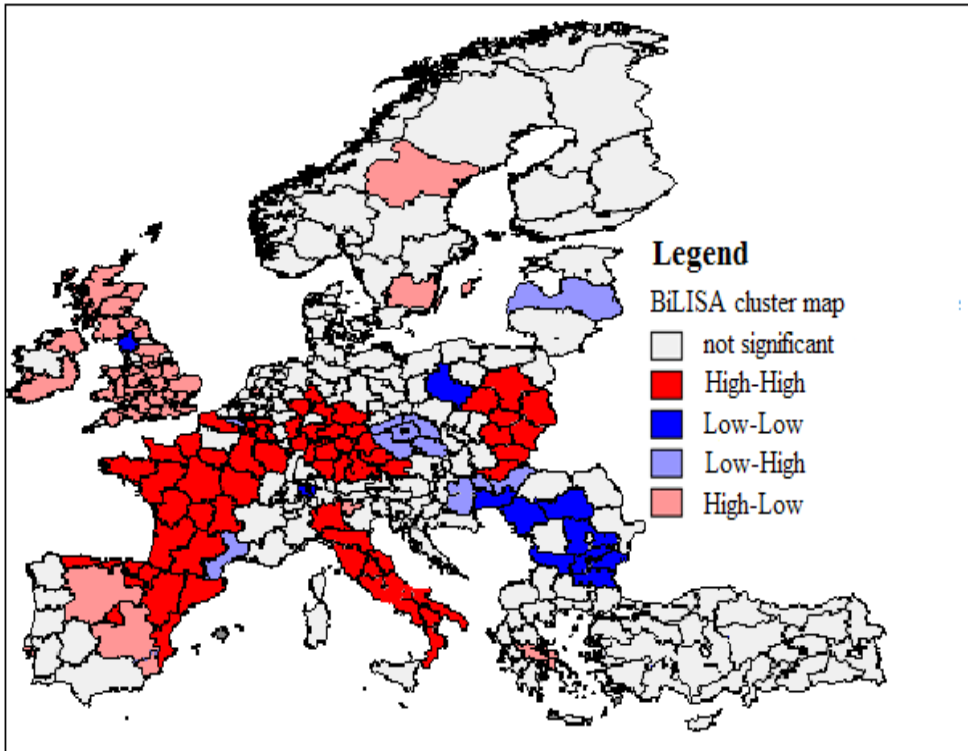 Legend
BiLISA cluster map
not significant
High-High
Low-Low
Low-High
High-Low